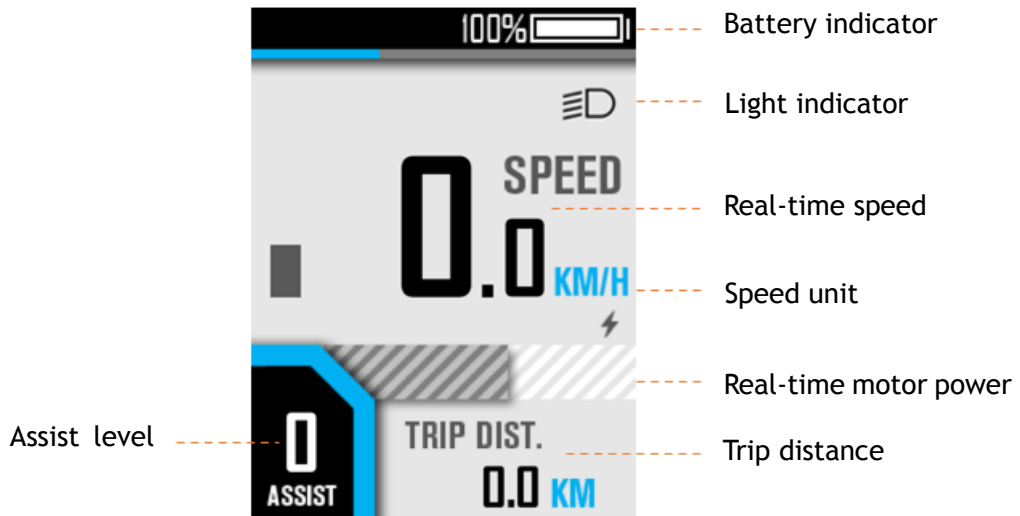 100%
Battery indicator
Light indicator
SPEED
0.0 KM/H
Real-time speed
Speed unit
Real-time motor power
Assist level
0
ASSIST
TRIP DIST.
0.0 KM
Trip distance